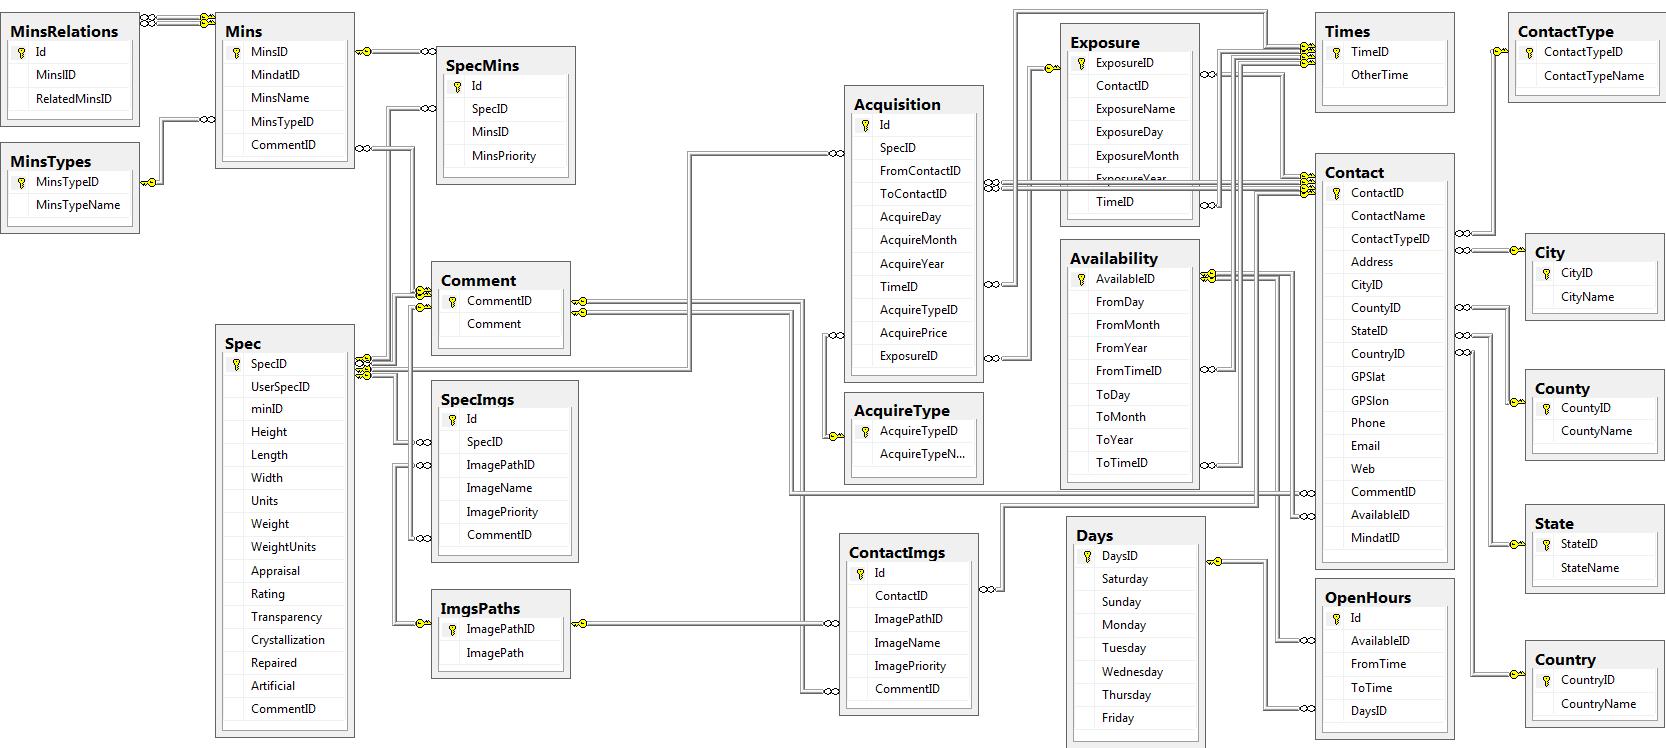 MinsRelations
Id
MinsIID
RelatedMinsID
MinsTypes
MinsTypeID
MinsTypeName
Mins
MinsID
MindatID
MinsName
MinsTypeID
CommentID
SpecMins
Id
SpecID
MinsID
MinsPriority
Spec
SpecID
UserSpecID
minID
Height
Length
Width
Units
Weight
WeightUnits
Appraisal
Rating
Transparency
Crystallization
Repaired
Artificial
CommentID
Comment
CommentID
Comment
SpecImgs
Id
SpecID
ImagePathID
ImageName
ImagePriority
CommentID
ImgsPaths
ImagePathID
ImagePath
Acquisition
Id
SpecID
FromContactID
ToContactID
AcquireDay
AcquireMonth
AcquireYear
TimeID
AcquireTypeID
AcquirePrice
ExposureID
AcquireType
AcquireTypeID
AcquireTypeN...
ContactImgs
Id
ContactID
ImagePathID
ImageName
ImagePriority
CommentID
Exposure
ExposureID
ContactID
ExposureName
ExposureDay
ExposureMonth
ExposureYear
TimeID
Availability
AvailableID
FromDay
FromMonth
FromYear
FromTimeID
ToDay
ToMonth
ToYear
ToTimeID
Days
DaysID
Saturday
Sunday
Monday
Tuesday
Wednesday
Thursday
Friday
Times
TimeID
OtherTime
Contact
ContactID
ContactName
ContactTypeID
Address
CityID
CountyID
StateID
CountryID
GPSlat
GPSlon
Phone
Email
Web
CommentID
AvailableID
MindatID
OpenHours
Id
AvailableID
FromTime
ToTime
DaysID
ContactType
ContactTypeID
ContactTypeName
City
CityID
CityName
County
CountyID
CountyName
State
StateID
StateName
Country
CountryID
CountryName